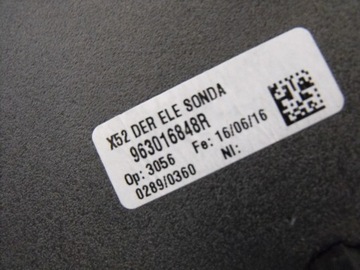 X52 DER ELE SONDA
963016848R
Op: 3056 Fe: 16/06/16
0289/0360 NI: